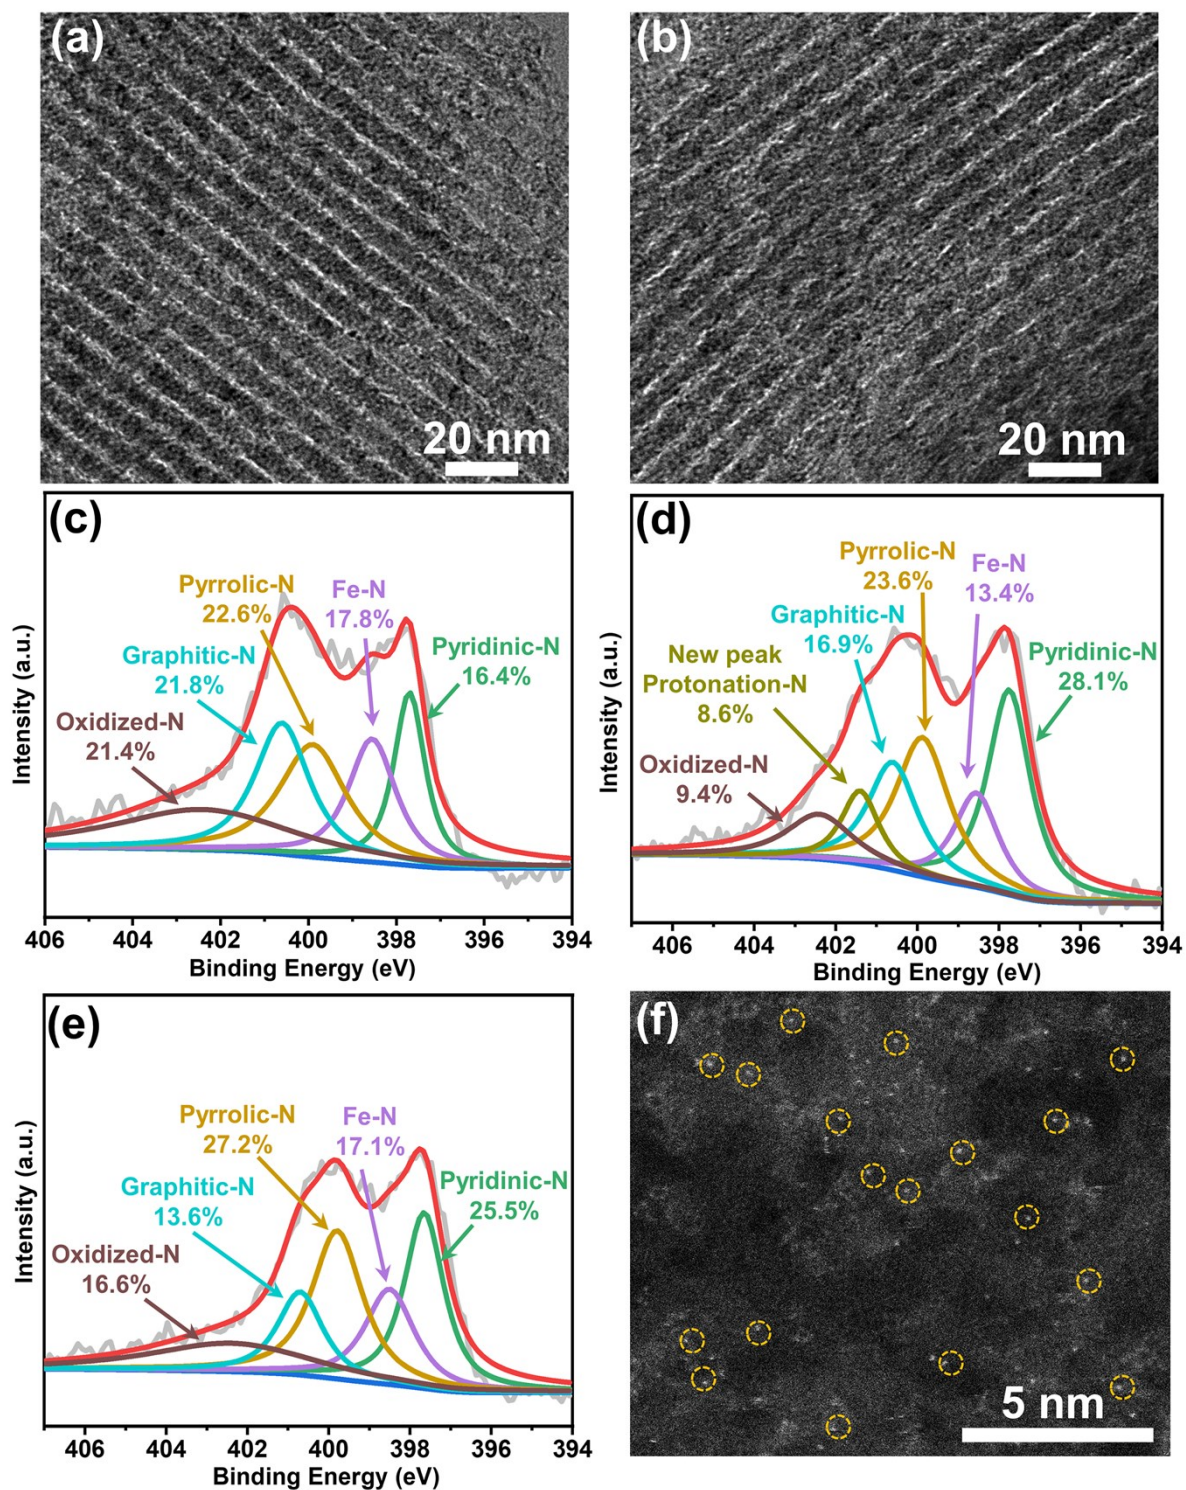 (a)
20 nm
(b)
20 nm
(c)
Pyrrolic-N
22.6%
Fe-N
17.8%
Graphitic-N
21.8%
Pyridinic-N
16.4%
Oxidized-N
21.4%
Intensity (a.u.)
406 404 402 400 398 396 394
Binding Energy (eV)
(d)
Pyrrolic-N
23.6%
Fe-N
13.4%
Graphitic-N
16.9%
New peak
Protonation-N
8.6%
Pyridinic-N
28.1%
Oxidized-N
9.4%
Intensity (a.u.)
406 404 402 400 398 396 394
Binding Energy (eV)
(e)
Pyrrolic-N
27.2%
Fe-N
17.1%
Graphitic-N
13.6%
Pyridinic-N
25.5%
Oxidized-N
16.6%
Intensity (a.u.)
406 404 402 400 398 396 394
Binding Energy (eV)
(f)
5 nm